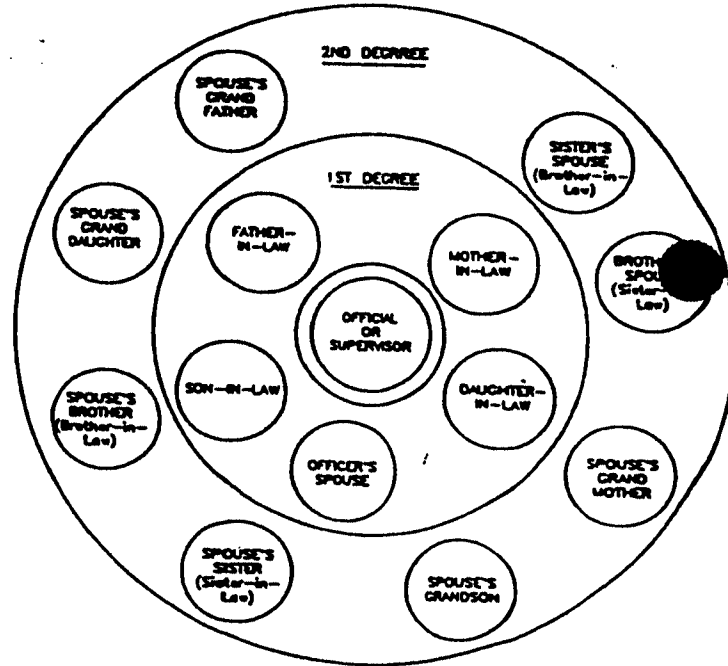 2ND DEGRREE
SPOUSE'S
GRAND
FATHER
SISTER'S
SPOUSE
(Brother-in-
Law)
1ST DEGREE
SPOUSE'S
GRAND
DAUGHTER
FATHER-
IN-LAW
MOTHER-
IN-LAW
(Sister-
Law)
OFFICIAL
OR
SUPERVISOR
SON-IN-LAW
DAUGHTER-
IN-LAW
SPOUSE'S
BROTHER
(Brother-in-
Law)
OFFICER'S
SPOUSE
SPOUSE'S
GRAND
MOTHER
SPOUSE'S
SISTER
(Sister-in-
Law)
SPOUSE'S
GRANDSON